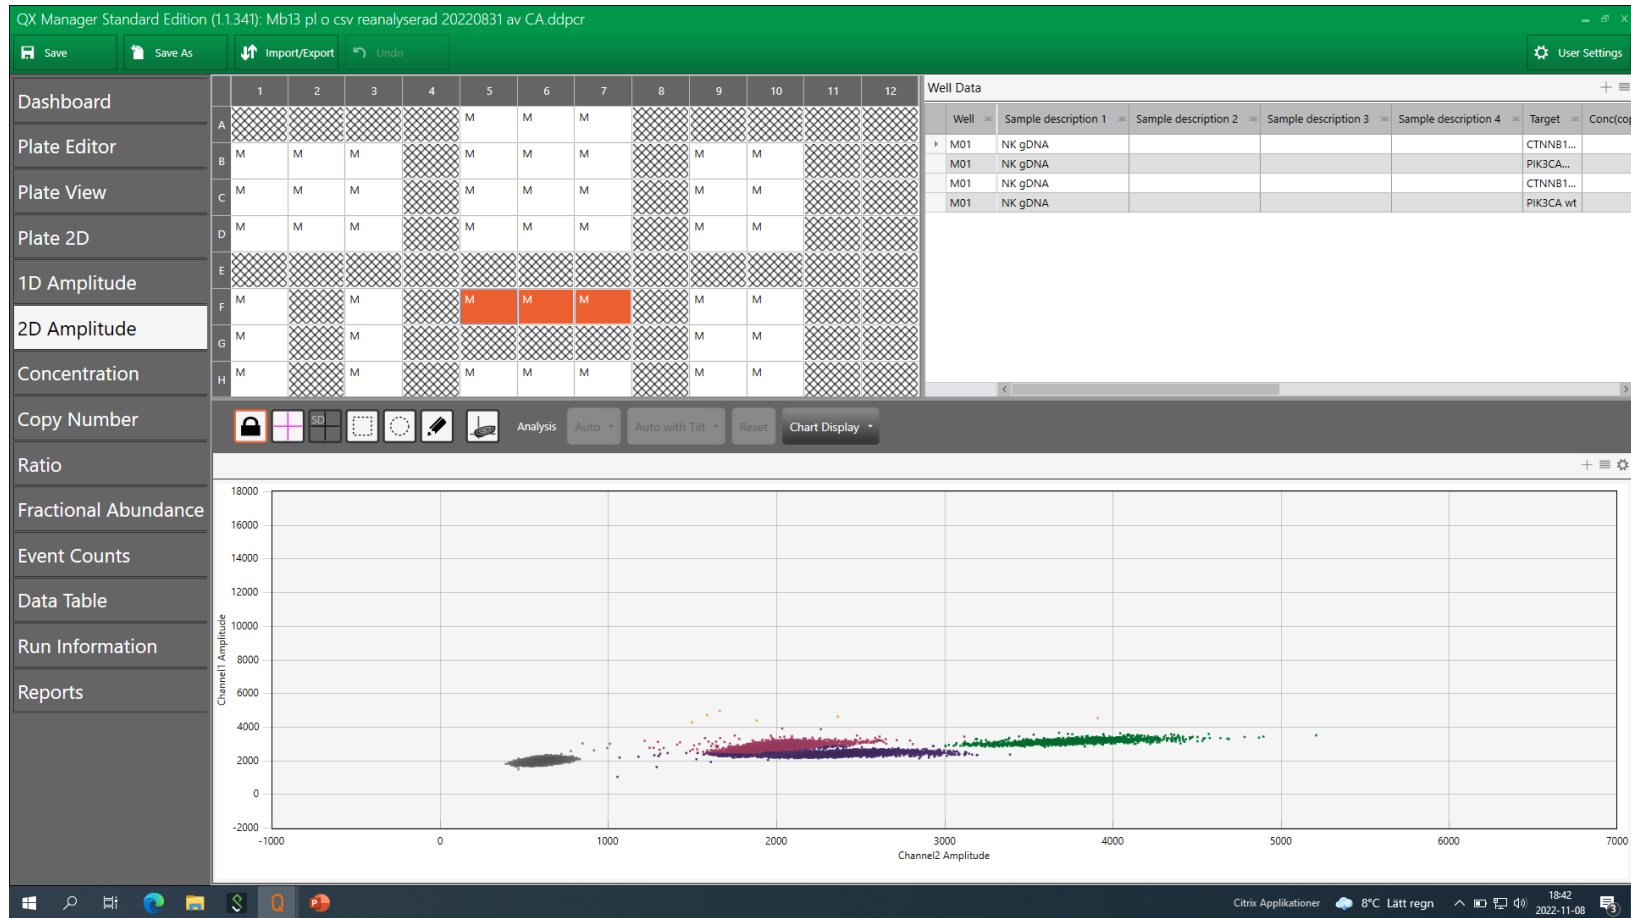 QX Manager Standard Edition (1.1.341): Mb13 pl o csv reanalyserad 20220831 av CA.ddpcr
Save
Save As
Import/Export
Undo
User Settings
Dashboard
Plate Editor
Plate View
Plate 2D
1D Amplitude
2D Amplitude
Concentration
Copy Number
Ratio
Fractional Abundance
Event Counts
Data Table
Run Information
Reports
1 2 3 4 5 6 7 8 9 10 11 12
A M M M
B M M M M M M M M
C M M M M M M M M
D M M M M M M M M
E
F M M M M M M M
G M M M M
H M M M M M M M
Well Data
Well Sample description 1 Sample description 2 Sample description 3 Sample description 4 Target Conc(cop
M01 NK gDNA CTNNB1...
M01 NK gDNA PIK3CA...
M01 NK gDNA CTNNB1...
M01 NK gDNA PIK3CA wt
SD
Analysis
Auto
Auto with Tilt
Reset
Chart Display
18000
16000
14000
12000
10000
8000
6000
4000
2000
0
-2000
Channel1 Amplitude
-1000 0 1000 2000 3000 4000 5000 6000 7000
Channel2 Amplitude
Citrix Applikationer
8°C Lätt regn
18:42
2022-11-08
3